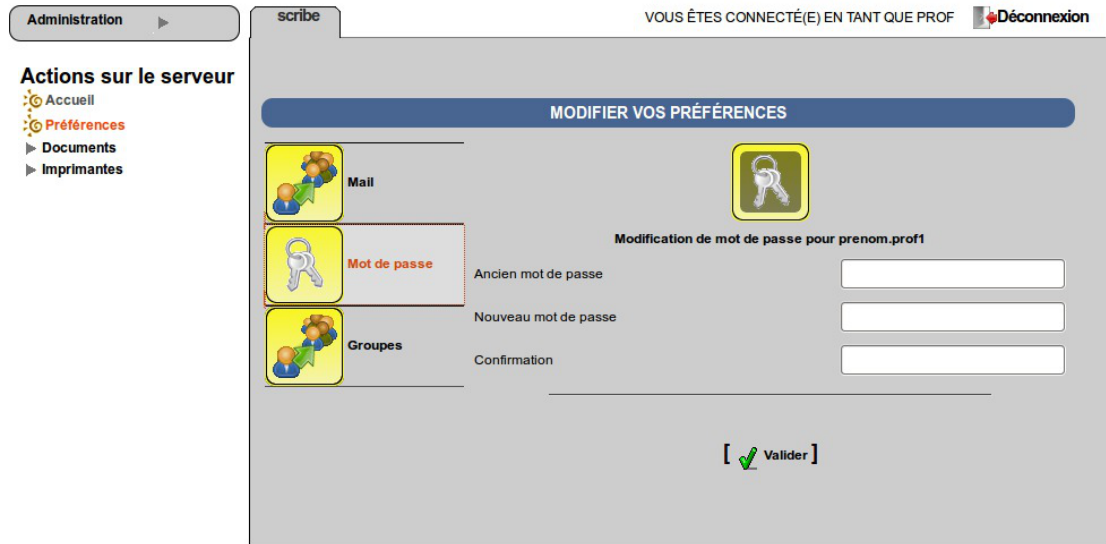 Administration
scribe
VOUS ÊTES CONNECTÉ(E) EN TANT QUE PROF
Déconnexion
Actions sur le serveur
Accueil
Préférences
Documents
Imprimantes
MODIFIER VOS PRÉFÉRENCES
Mail
Mot de passe
Groupes
Modification de mot de passe pour prenom.prof1
Ancien mot de passe
Nouveau mot de passe
Confirmation
[ Valider ]